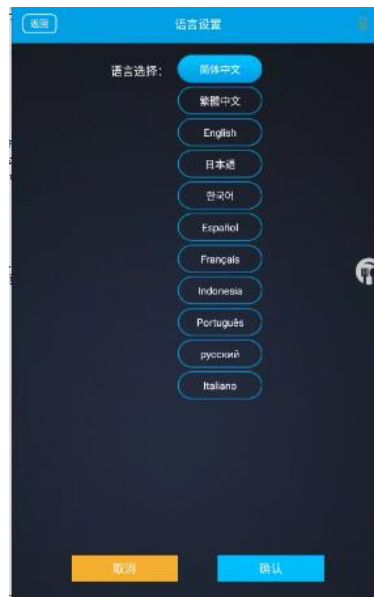 返回 语言设置
语言选择： 简体中文
繁體中文
English
日本語
한국어
Español
Français
Indonesia
Português
русский
Italiano
取消 确认